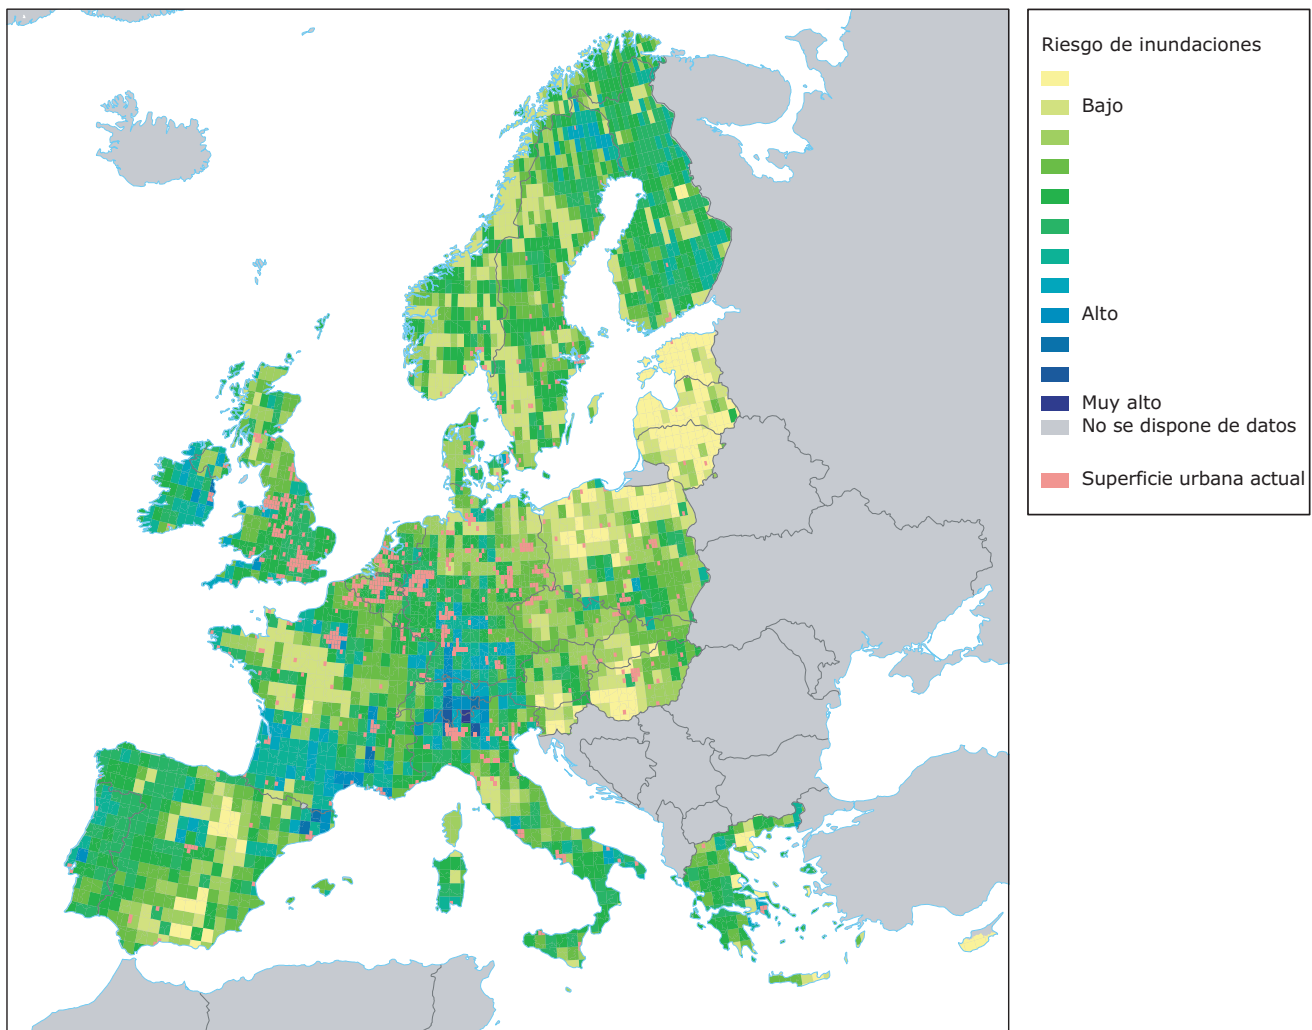 Riesgo de inundaciones
Bajo
Alto
Muy alto
No se dispone de datos
Superficie urbana actual